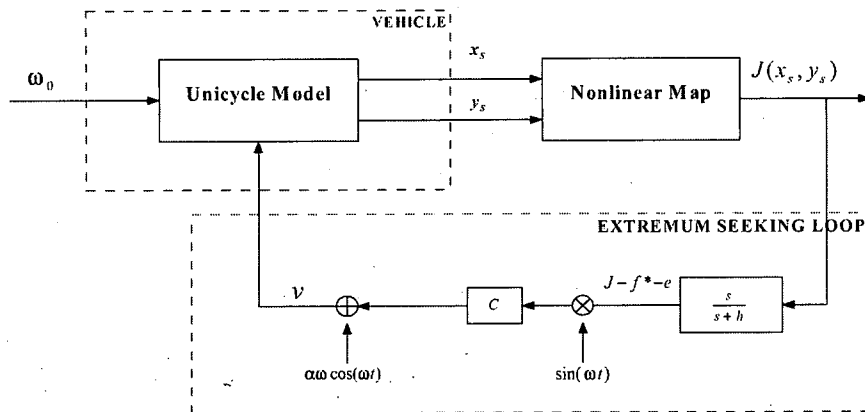 VEHICLE
ω₀
Unicycle Model
xₛ
yₛ
Nonlinear Map
J(xₛ, yₛ)
EXTREMUM SEEKING LOOP
ν
C
J − f* − e
s
s + h
αω cos(ωt)
sin(ωt)